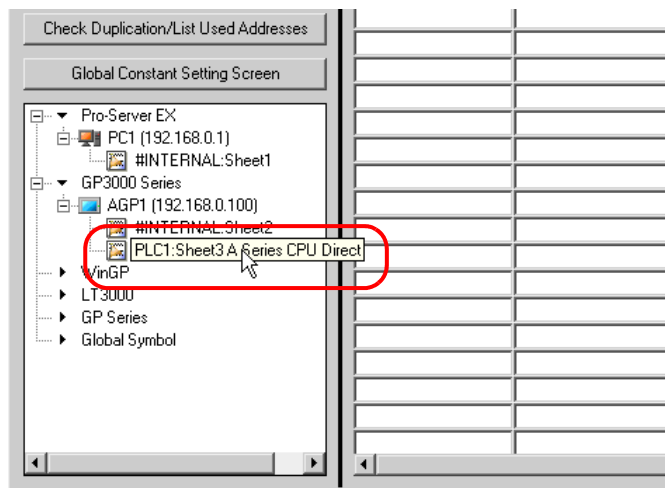 Check Duplication/List Used Addresses
Global Constant Setting Screen
Pro-Server EX
PC1 (192.168.0.1)
#INTERNAL:Sheet1
GP3000 Series
AGP1 (192.168.0.100)
#INTERNAL:Sheet2
PLC1:Sheet3 A Series CPU Direct
WinGP
LT3000
GP Series
Global Symbol